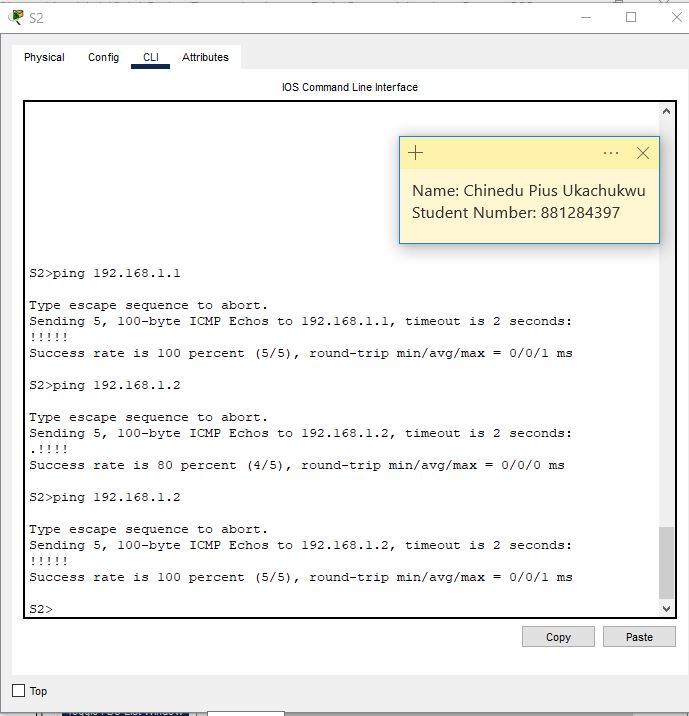 S2
Physical Config CLI Attributes
IOS Command Line Interface
Name: Chinedu Pius Ukachukwu
Student Number: 881284397
S2>ping 192.168.1.1
Type escape sequence to abort.
Sending 5, 100-byte ICMP Echos to 192.168.1.1, timeout is 2 seconds:
!!!!!
Success rate is 100 percent (5/5), round-trip min/avg/max = 0/0/1 ms
S2>ping 192.168.1.2
Type escape sequence to abort.
Sending 5, 100-byte ICMP Echos to 192.168.1.2, timeout is 2 seconds:
.!!!!
Success rate is 80 percent (4/5), round-trip min/avg/max = 0/0/0 ms
S2>ping 192.168.1.2
Type escape sequence to abort.
Sending 5, 100-byte ICMP Echos to 192.168.1.2, timeout is 2 seconds:
!!!!!
Success rate is 100 percent (5/5), round-trip min/avg/max = 0/0/1 ms
S2>
Copy Paste
Top